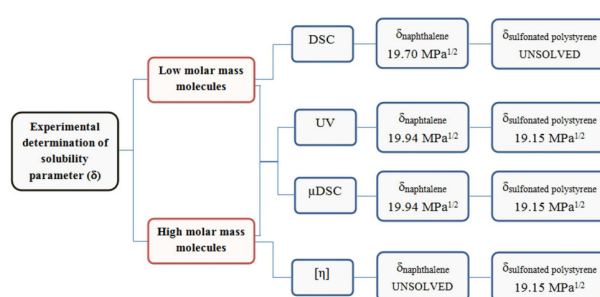 Experimental
determination of
solubility
parameter (δ)
Low molar mass
molecules
High molar mass
molecules
DSC
δnaphthalene
19.70 MPa1/2
δsulfonated polystyrene
UNSOLVED
UV
δnaphtalene
19.94 MPa1/2
δsulfonated polystyrene
19.15 MPa1/2
μDSC
δnaphtalene
19.94 MPa1/2
δsulfonated polystyrene
19.15 MPa1/2
[η]
δnaphthalene
UNSOLVED
δsulfonated polystyrene
19.15 MPa1/2